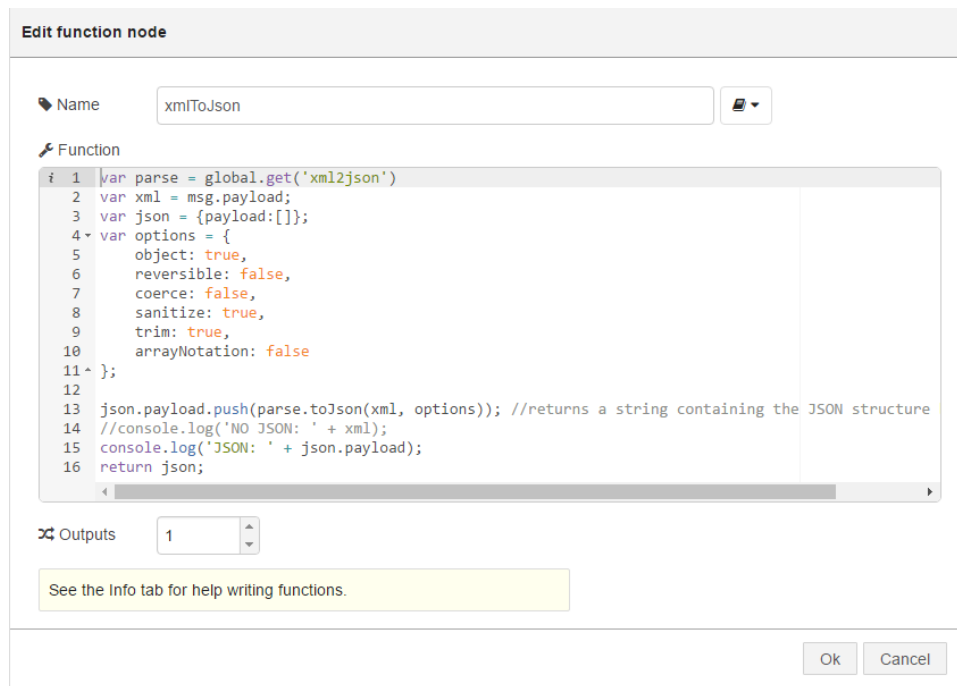 Edit function node
Name
xmlToJson
Function
i 1 var parse = global.get('xml2json')
2 var xml = msg.payload;
3 var json = {payload:[]};
4 var options = {
5     object: true,
6     reversible: false,
7     coerce: false,
8     sanitize: true,
9     trim: true,
10     arrayNotation: false
11 };
12
13 json.payload.push(parse.toJson(xml, options)); //returns a string containing the JSON structure
14 //console.log('NO JSON: ' + xml);
15 console.log('JSON: ' + json.payload);
16 return json;
Outputs
1
See the Info tab for help writing functions.
Ok Cancel